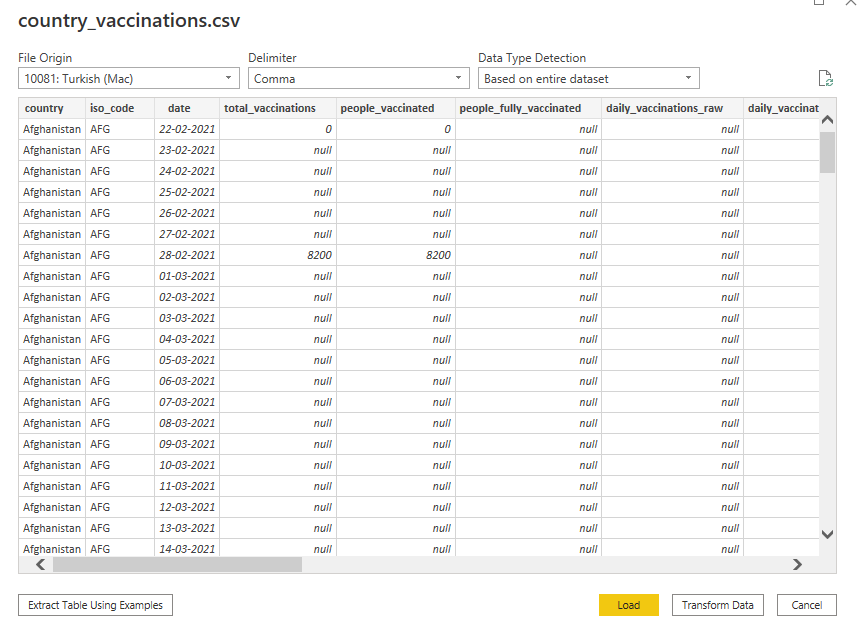 country_vaccinations.csv
File Origin Delimiter Data Type Detection
10081: Turkish (Mac) Comma Based on entire dataset
country iso_code date total_vaccinations people_vaccinated people_fully_vaccinated daily_vaccinations_raw daily_vaccinat
Afghanistan AFG 22-02-2021 0 0 null null
Afghanistan AFG 23-02-2021 null null null null
Afghanistan AFG 24-02-2021 null null null null
Afghanistan AFG 25-02-2021 null null null null
Afghanistan AFG 26-02-2021 null null null null
Afghanistan AFG 27-02-2021 null null null null
Afghanistan AFG 28-02-2021 8200 8200 null null
Afghanistan AFG 01-03-2021 null null null null
Afghanistan AFG 02-03-2021 null null null null
Afghanistan AFG 03-03-2021 null null null null
Afghanistan AFG 04-03-2021 null null null null
Afghanistan AFG 05-03-2021 null null null null
Afghanistan AFG 06-03-2021 null null null null
Afghanistan AFG 07-03-2021 null null null null
Afghanistan AFG 08-03-2021 null null null null
Afghanistan AFG 09-03-2021 null null null null
Afghanistan AFG 10-03-2021 null null null null
Afghanistan AFG 11-03-2021 null null null null
Afghanistan AFG 12-03-2021 null null null null
Afghanistan AFG 13-03-2021 null null null null
Afghanistan AFG 14-03-2021 null null null null
Extract Table Using Examples Load Transform Data Cancel